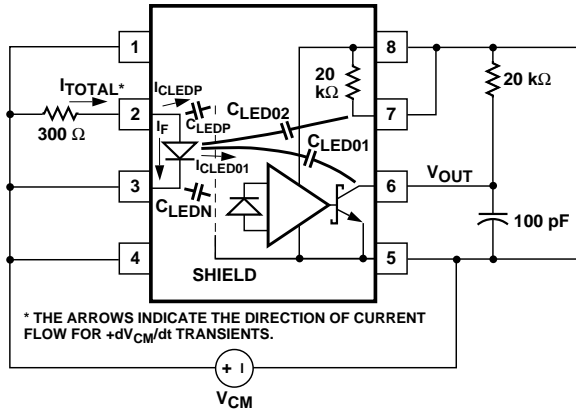 1
8
I_TOTAL*
20
kΩ
20 kΩ
I_CLEDP
C_LEDP
C_LED02
2
7
300 Ω
I_F
C_LED01
I_CLED01
3
6
V_OUT
C_LEDN
100 pF
4
5
SHIELD
* THE ARROWS INDICATE THE DIRECTION OF CURRENT
FLOW FOR +dV_CM/dt TRANSIENTS.
+ I
V_CM